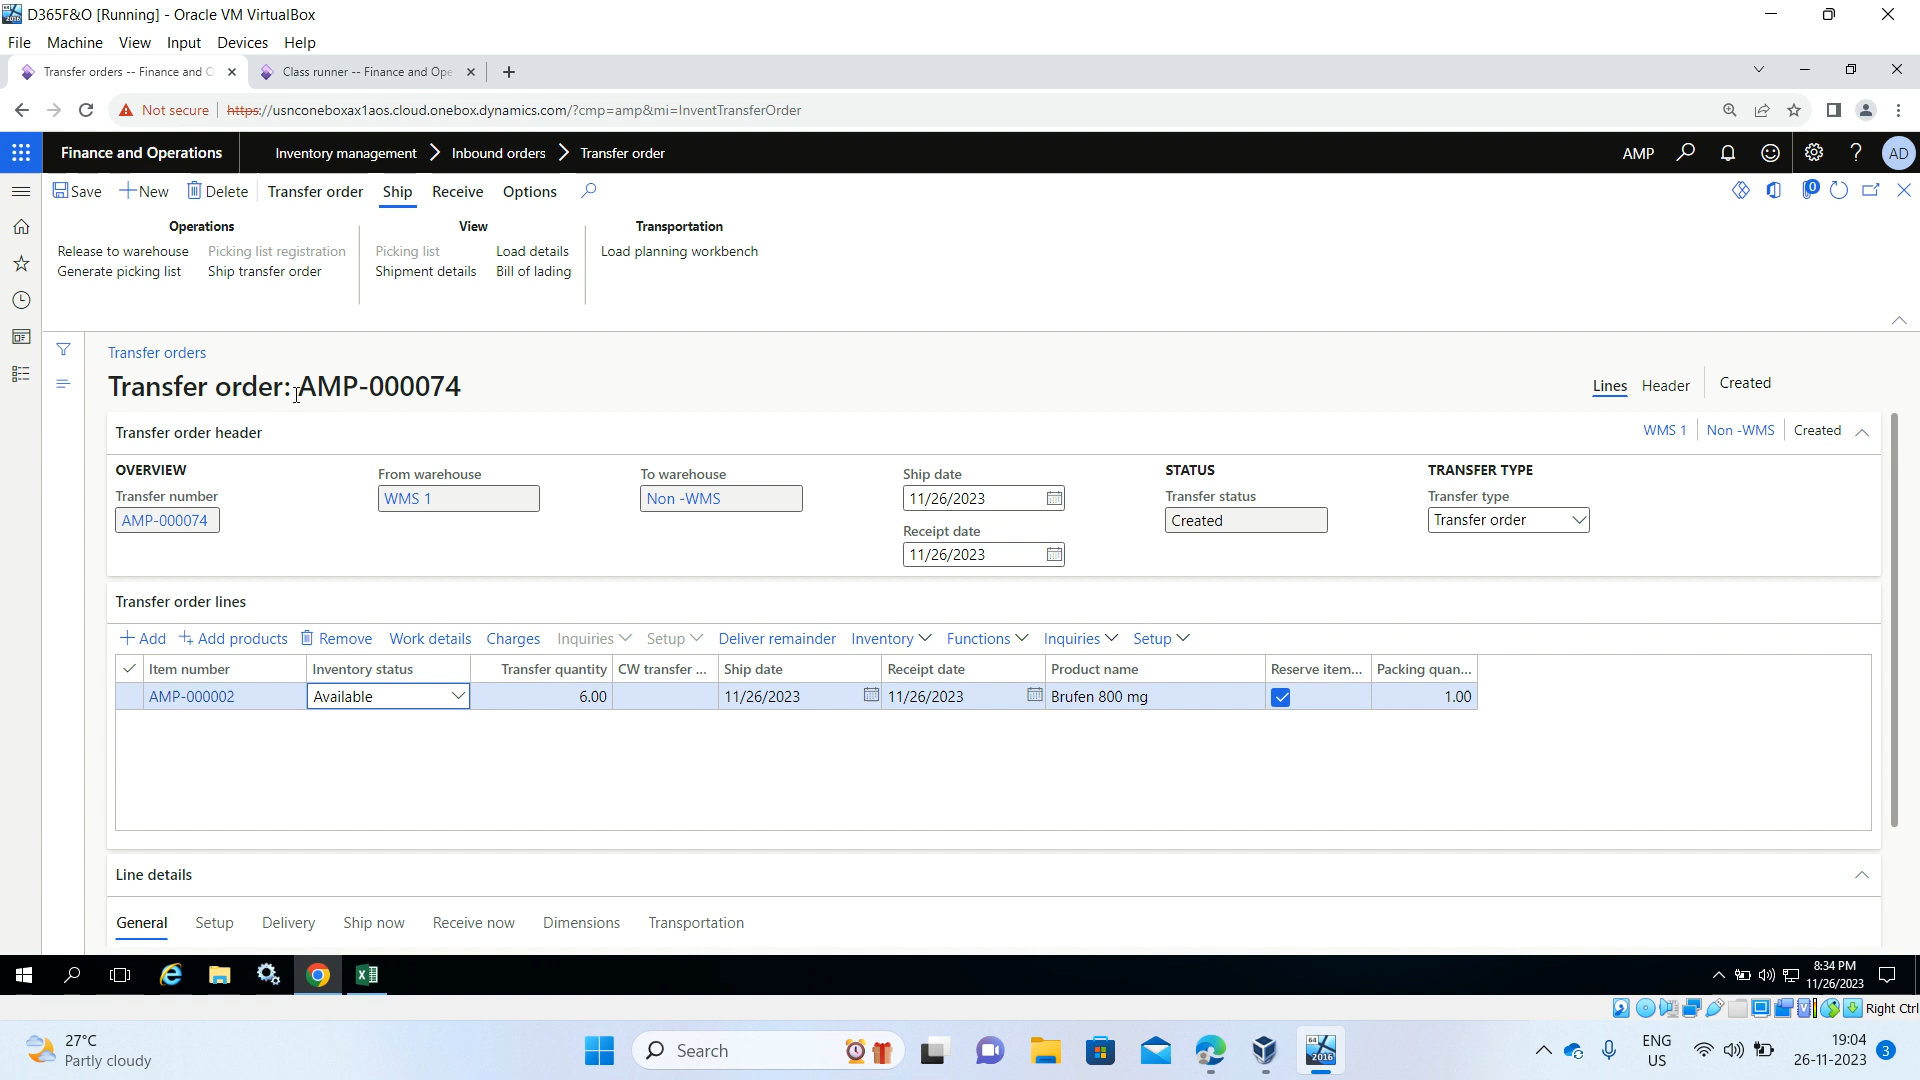 D365F&O [Running] - Oracle VM VirtualBox
File Machine View Input Devices Help
Transfer orders -- Finance and O
Class runner -- Finance and Ope
Not secure https://usnconeboxax1aos.cloud.onebox.dynamics.com/?cmp=amp&mi=InventTransferOrder
Finance and Operations Inventory management Inbound orders Transfer order AMP ? AD
Save New Delete Transfer order Ship Receive Options 0
Operations View Transportation
Release to warehouse Picking list registration Picking list Load details Load planning workbench
Generate picking list Ship transfer order Shipment details Bill of lading
Transfer orders
Transfer order: AMP-000074
Lines Header Created
Transfer order header WMS 1 Non -WMS Created
OVERVIEW From warehouse To warehouse Ship date STATUS TRANSFER TYPE
Transfer number WMS 1 Non -WMS 11/26/2023 Transfer status Transfer type
AMP-000074 Created Transfer order
Receipt date
11/26/2023
Transfer order lines
Add Add products Remove Work details Charges Inquiries Setup Deliver remainder Inventory Functions Inquiries Setup
Item number Inventory status Transfer quantity CW transfer ... Ship date Receipt date Product name Reserve item... Packing quan...
AMP-000002 Available 6.00 11/26/2023 11/26/2023 Brufen 800 mg 1.00
Line details
General Setup Delivery Ship now Receive now Dimensions Transportation
8:34 PM
11/26/2023
Right Ctrl
27°C
Partly cloudy
Search
64
2016
ENG
US
19:04
26-11-2023
3